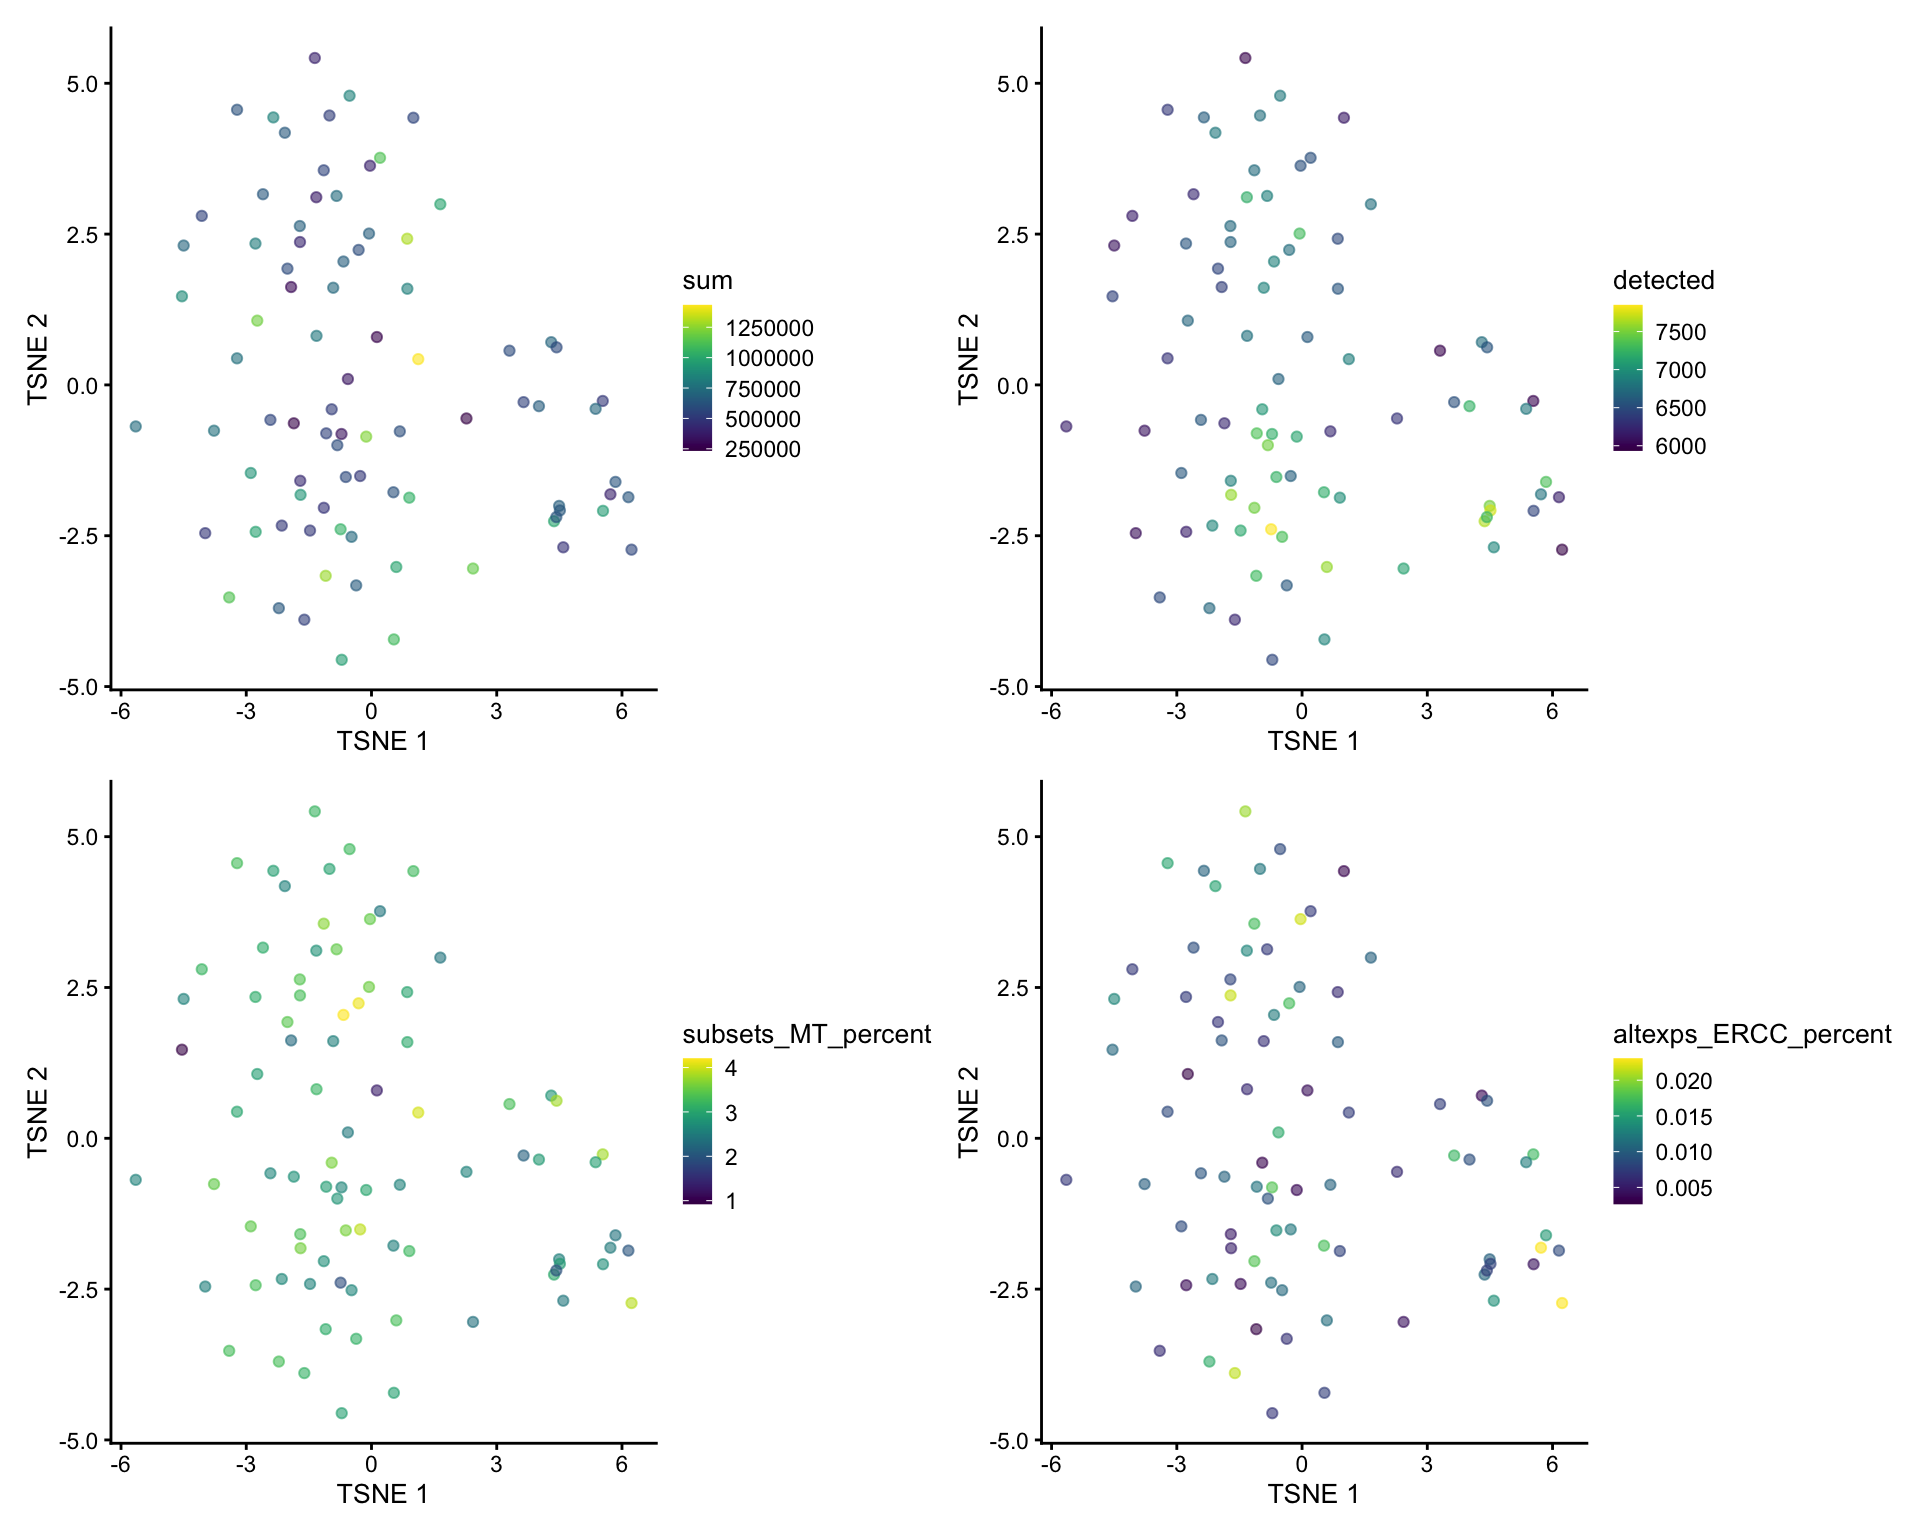 5.0
2.5
0.0
-2.5
-5.0
-6 -3 0 3 6
TSNE 1
TSNE 2
sum
1250000
1000000
750000
500000
250000
5.0
2.5
0.0
-2.5
-5.0
-6 -3 0 3 6
TSNE 1
TSNE 2
detected
7500
7000
6500
6000
5.0
2.5
0.0
-2.5
-5.0
-6 -3 0 3 6
TSNE 1
TSNE 2
subsets_MT_percent
4
3
2
1
5.0
2.5
0.0
-2.5
-5.0
-6 -3 0 3 6
TSNE 1
TSNE 2
altexps_ERCC_percent
0.020
0.015
0.010
0.005